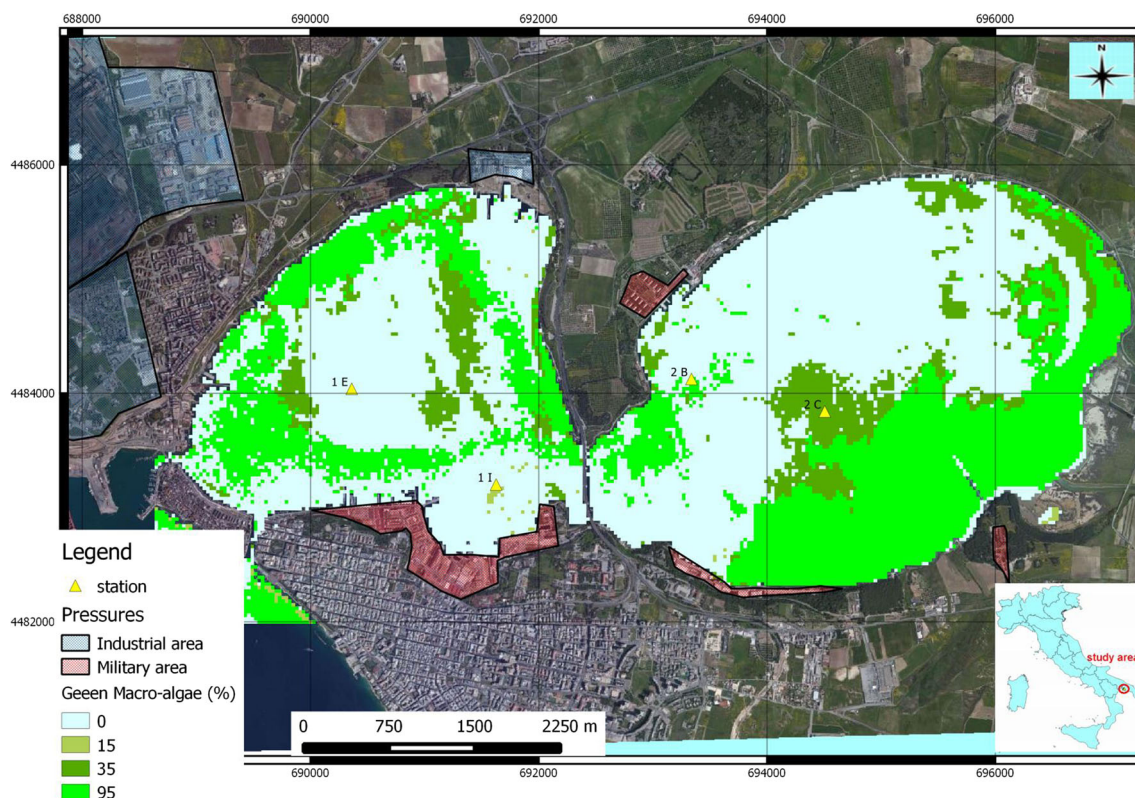 688000 690000 692000 694000 696000
N
4486000
4484000
4482000
1 E
2 B
2 C
1 I
Legend
station
Pressures
Industrial area
Military area
Geeen Macro-algae (%)
0
15
35
95
0 750 1500 2250 m
study area
690000 692000 694000 696000